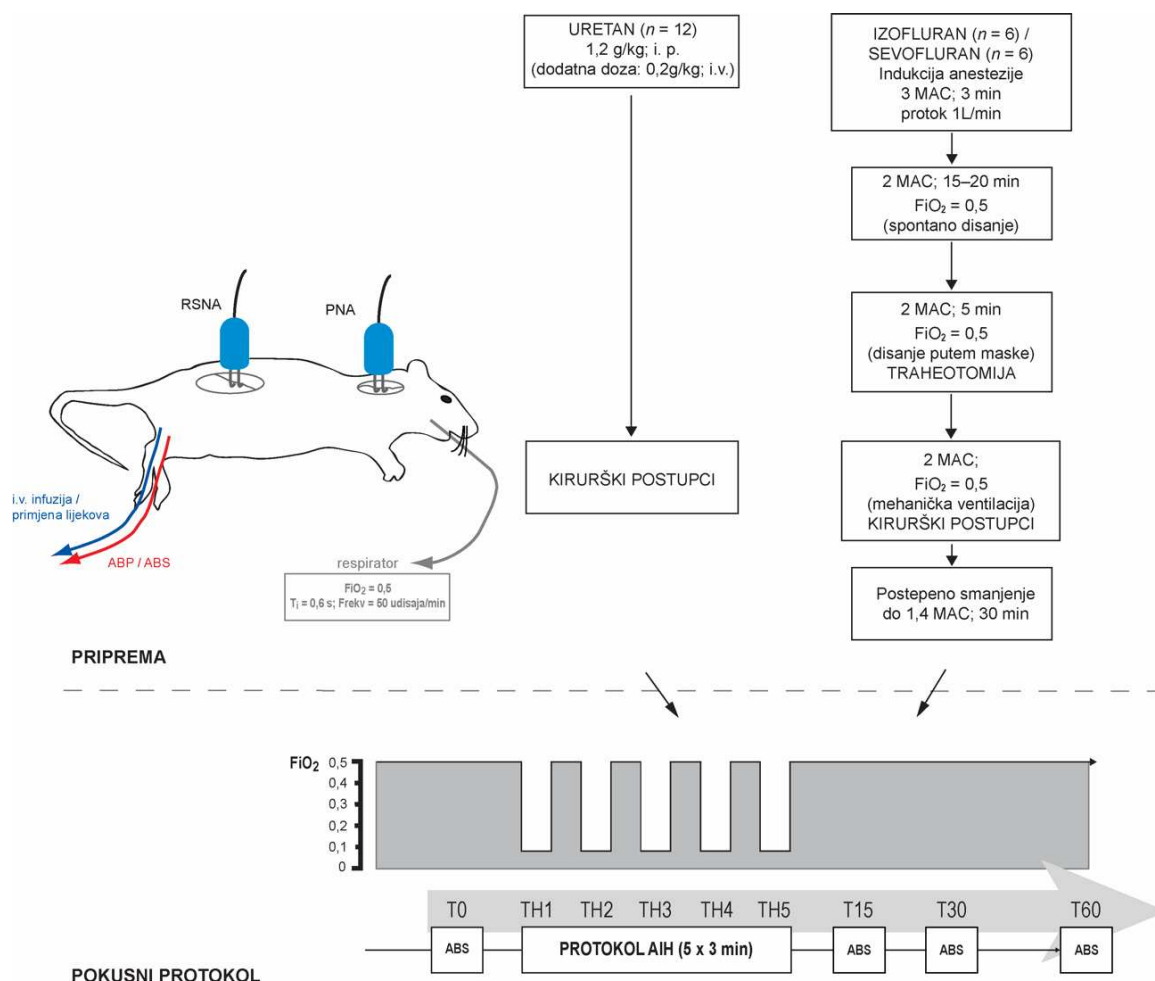 URETAN (n = 12)
1,2 g/kg; i. p.
(dodatna doza: 0,2g/kg; i.v.)
KIRURŠKI POSTUPCI
IZOFLURAN (n = 6) /
SEVOFLURAN (n = 6)
Indukcija anestezije
3 MAC; 3 min
protok 1L/min
2 MAC; 15–20 min
FiO₂ = 0,5
(spontano disanje)
2 MAC; 5 min
FiO₂ = 0,5
(disanje putem maske)
TRAHEOTOMIJA
2 MAC;
FiO₂ = 0,5
(mehanička ventilacija)
KIRURŠKI POSTUPCI
Postepeno smanjenje
do 1,4 MAC; 30 min
RSNA
PNA
i.v. infuzija /
primjena lijekova
ABP / ABS
respirator
FiO₂ = 0,5
Tᵢ = 0,6 s; Frekv = 50 udisaja/min
PRIPREMA
FiO₂
0,5
0,4
0,3
0,2
0,1
0
T0 TH1 TH2 TH3 TH4 TH5 T15 T30 T60
ABS PROTOKOL AIH (5 x 3 min) ABS ABS ABS
POKUSNI PROTOKOL